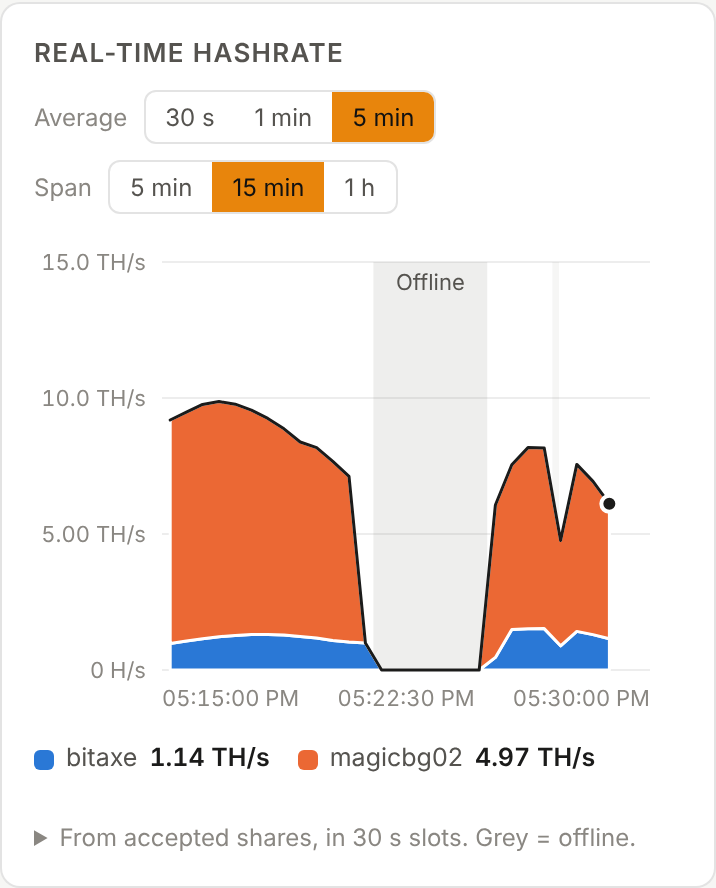 REAL-TIME HASHRATE
Average 30 s 1 min 5 min
Span 5 min 15 min 1 h
15.0 TH/s
Offline
10.0 TH/s
5.00 TH/s
0 H/s
05:15:00 PM 05:22:30 PM 05:30:00 PM
bitaxe 1.14 TH/s magicbg02 4.97 TH/s
From accepted shares, in 30 s slots. Grey = offline.